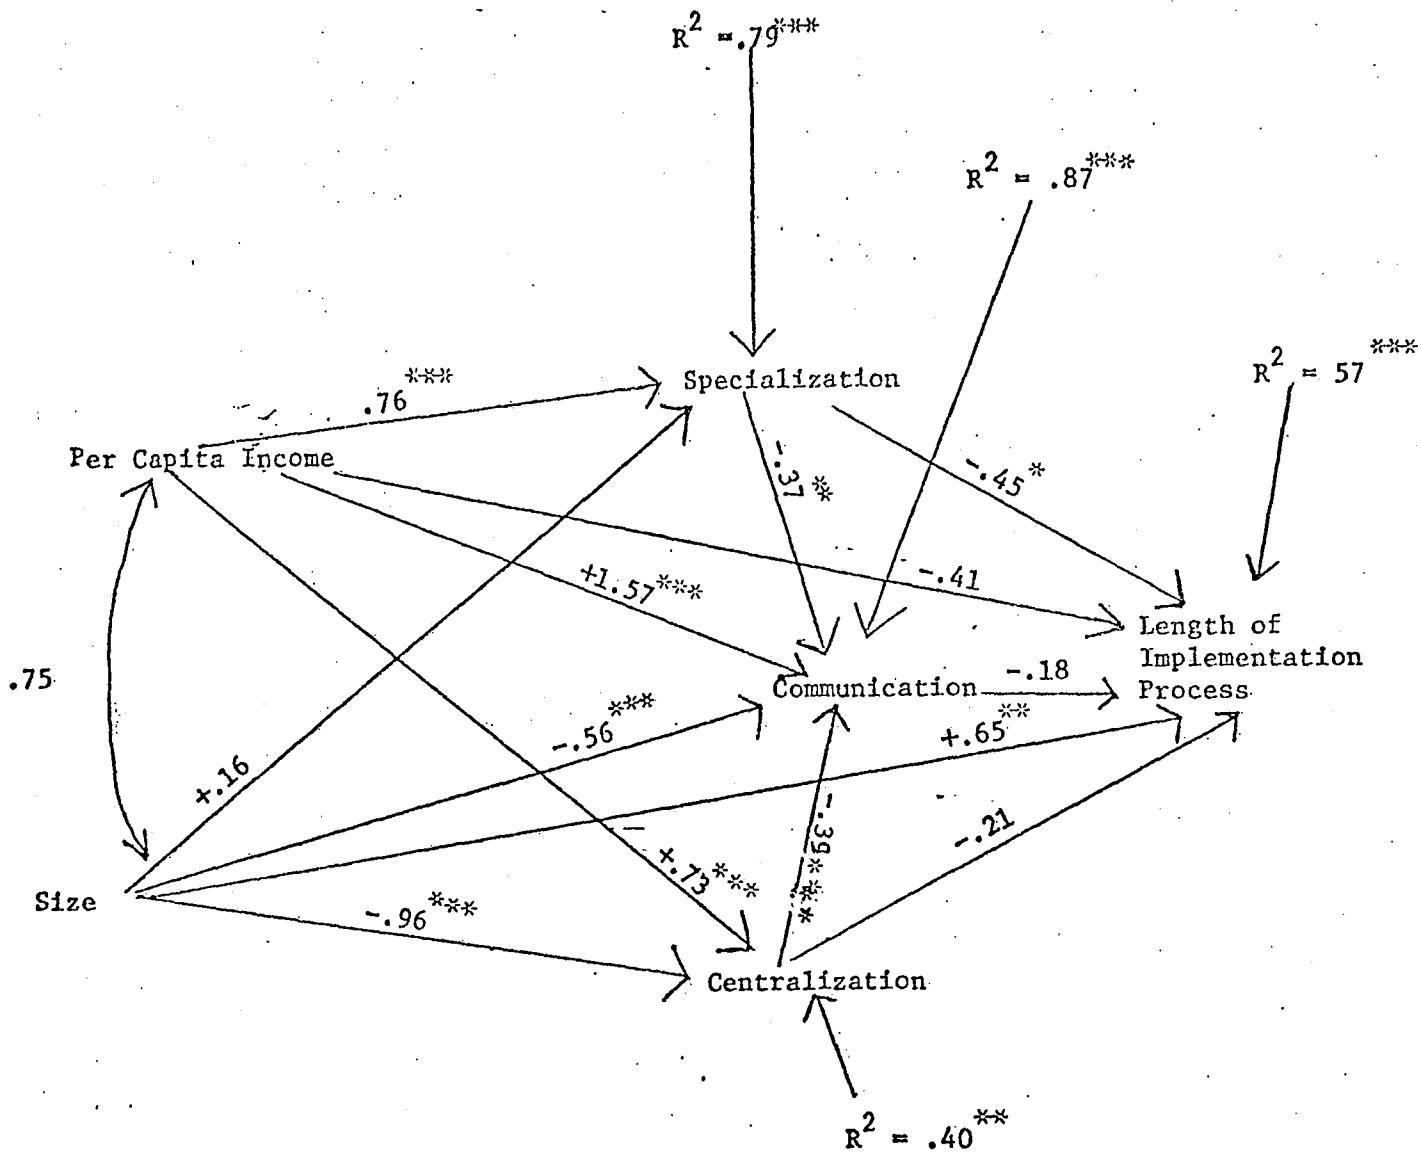 R2 =.79***
R2 = .87***
R2 = 57 ***
.76***
Specialization
Per Capita Income
-.37 **
-.45*
+1.57***
-.41
Length of
Implementation
Process
.75
Communication
-.18
-.56***
+.65**
+.16
-.39 ***
-.21
+.73***
Size
-.96***
Centralization
R2 = .40**